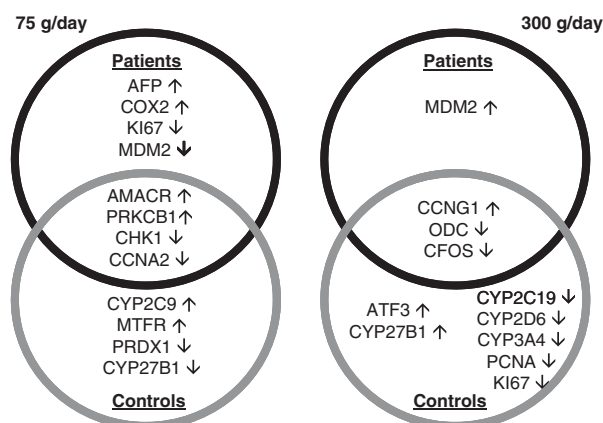 75 g/day
Patients
AFP ↑
COX2 ↑
KI67 ↓
MDM2 ↓
AMACR ↑
PRKCB1↑
CHK1 ↓
CCNA2 ↓
CYP2C9 ↑
MTFR ↑
PRDX1 ↓
CYP27B1 ↓
Controls
300 g/day
Patients
MDM2 ↑
CCNG1 ↑
ODC ↓
CFOS ↓
ATF3 ↑
CYP27B1 ↑
CYP2C19 ↓
CYP2D6 ↓
CYP3A4 ↓
PCNA ↓
KI67 ↓
Controls